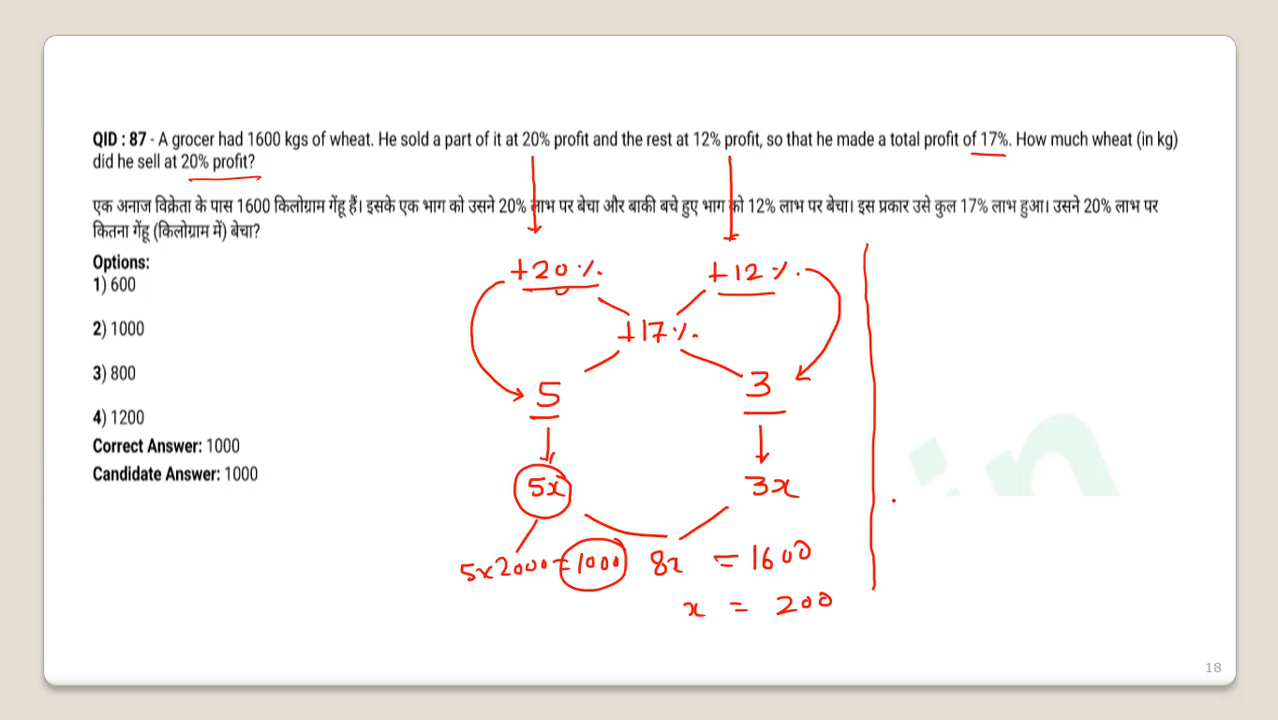 QID : 87 - A grocer had 1600 kgs of wheat. He sold a part of it at 20% profit and the rest at 12% profit, so that he made a total profit of 17%. How much wheat (in kg)
did he sell at 20% profit?
एक अनाज विक्रेता के पास 1600 किलोग्राम गेंहू हैं। इसके एक भाग को उसने 20% लाभ पर बेचा और बाकी बचे हुए भाग को 12% लाभ पर बेचा। इस प्रकार उसे कुल 17% लाभ हुआ। उसने 20% लाभ पर
कितना गेंहू (किलोग्राम में) बेचा?
Options:
1) 600
2) 1000
3) 800
4) 1200
Correct Answer: 1000
Candidate Answer: 1000
+20% +12%
+17%
5 3
5x 3x
5x2000=1000 8x = 1600
x = 200
in
18